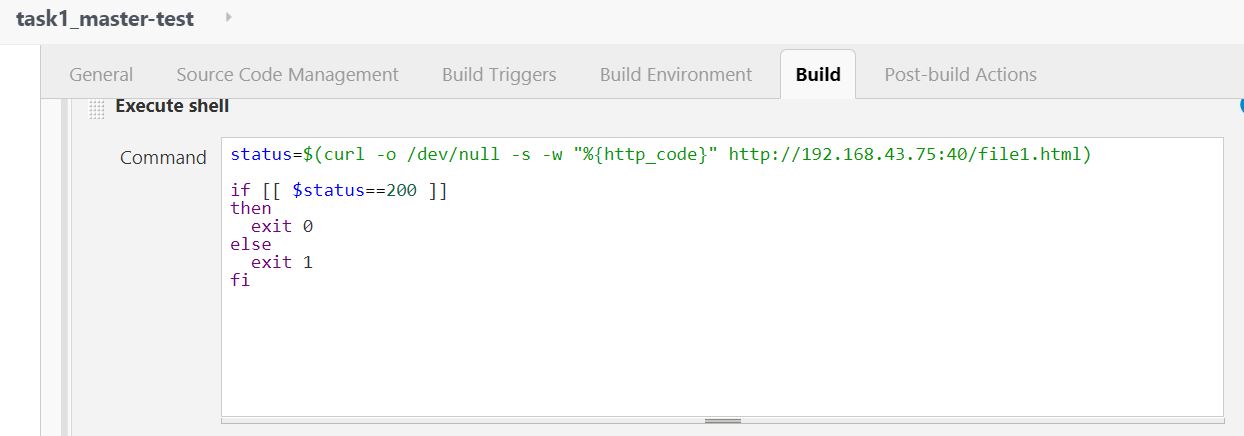 task1_master-test
General Source Code Management Build Triggers Build Environment Build Post-build Actions
Execute shell
Command
status=$(curl -o /dev/null -s -w "%{http_code}" http://192.168.43.75:40/file1.html)
if [[ $status==200 ]]
then
exit 0
else
exit 1
fi